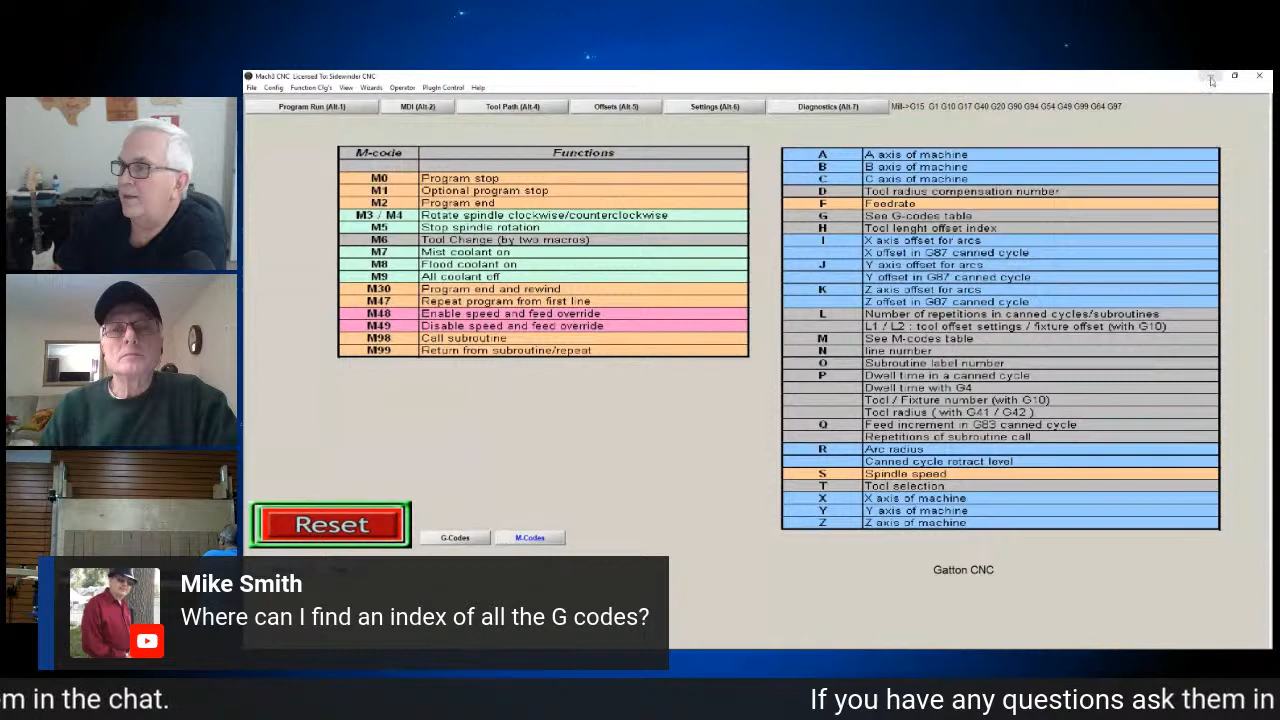 Mach3 CNC Licensed To: Sidewinder CNC
File Config Function Cfg's View Wizards Operator PlugIn Control Help
Program Run (Alt-1) MDI (Alt-2) Tool Path (Alt-4) Offsets (Alt-5) Settings (Alt-6) Diagnostics (Alt-7) Mill->G15 G1 G10 G17 G40 G20 G90 G94 G54 G49 G99 G64 G97
M-code Functions
M0 Program stop
M1 Optional program stop
M2 Program end
M3 / M4 Rotate spindle clockwise/counterclockwise
M5 Stop spindle rotation
M6 Tool Change (by two macros)
M7 Mist coolant on
M8 Flood coolant on
M9 All coolant off
M30 Program end and rewind
M47 Repeat program from first line
M48 Enable speed and feed override
M49 Disable speed and feed override
M98 Call subroutine
M99 Return from subroutine/repeat
A A axis of machine
B B axis of machine
C C axis of machine
D Tool radius compensation number
F Feedrate
G See G-codes table
H Tool lenght offset index
I X axis offset for arcs
X offset in G87 canned cycle
J Y axis offset for arcs
Y offset in G87 canned cycle
K Z axis offset for arcs
Z offset in G87 canned cycle
L Number of repetitions in canned cycles/subroutines
L1 / L2 : tool offset settings / fixture offset (with G10)
M See M-codes table
N line number
O Subroutine label number
P Dwell time in a canned cycle
Dwell time with G4
Tool / Fixture number (with G10)
Tool radius ( with G41 / G42 )
Q Feed increment in G83 canned cycle
Repetitions of subroutine call
R Arc radius
Canned cycle retract level
S Spindle speed
T Tool selection
X X axis of machine
Y Y axis of machine
Z Z axis of machine
Reset
G-Codes M-Codes
Gatton CNC
Mike Smith
Where can I find an index of all the G codes?
em in the chat. If you have any questions ask them in